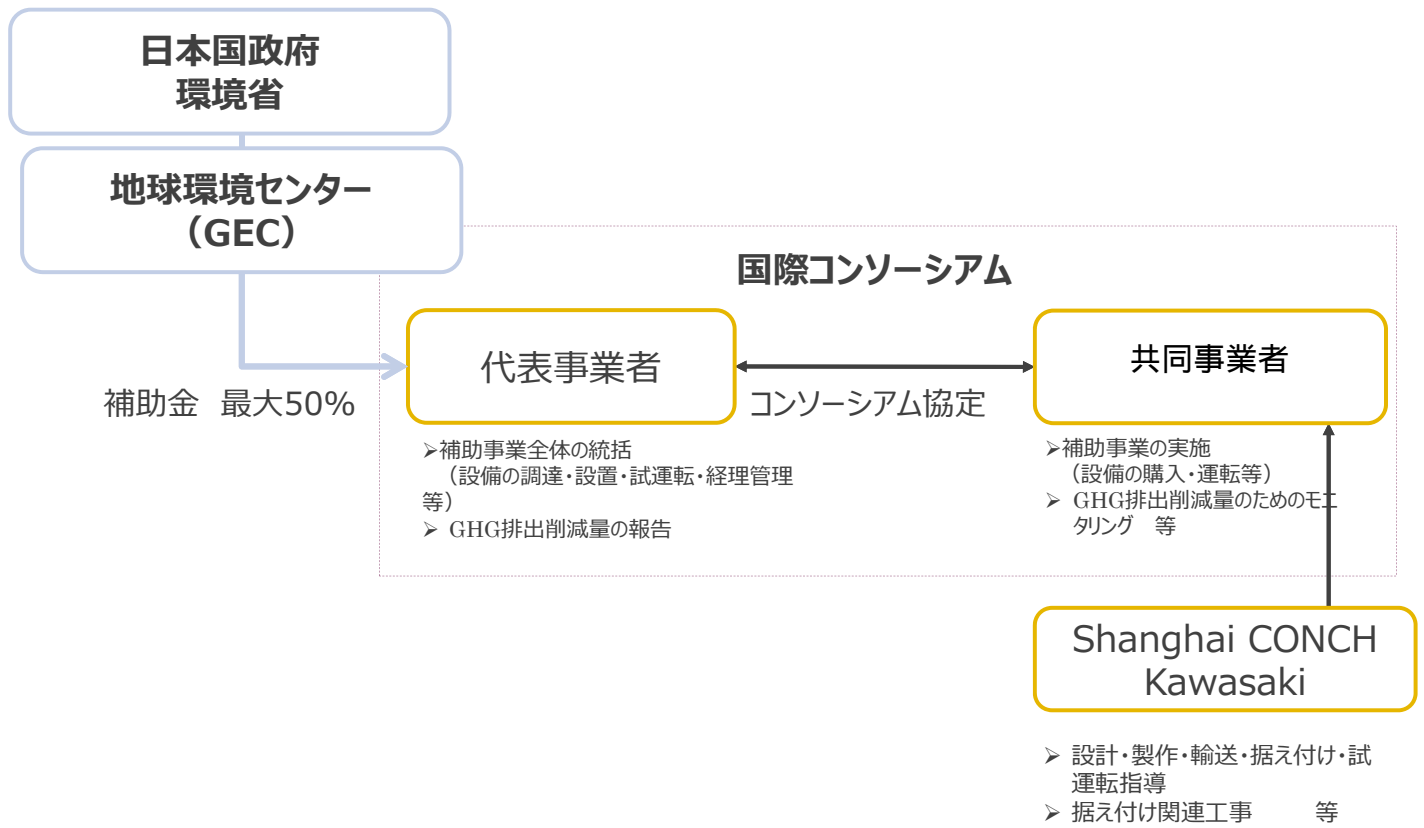 日本国政府
環境省
地球環境センター
（GEC）
国際コンソーシアム
代表事業者
共同事業者
補助金　最大50%
コンソーシアム協定
➢補助事業全体の統括
（設備の調達・設置・試運転・経理管理
等）
➢ GHG排出削減量の報告
➢補助事業の実施
（設備の購入・運転等）
➢ GHG排出削減量のためのモニ
タリング　等
Shanghai CONCH
Kawasaki
➢ 設計・製作・輸送・据え付け・試
運転指導
➢ 据え付け関連工事　　等